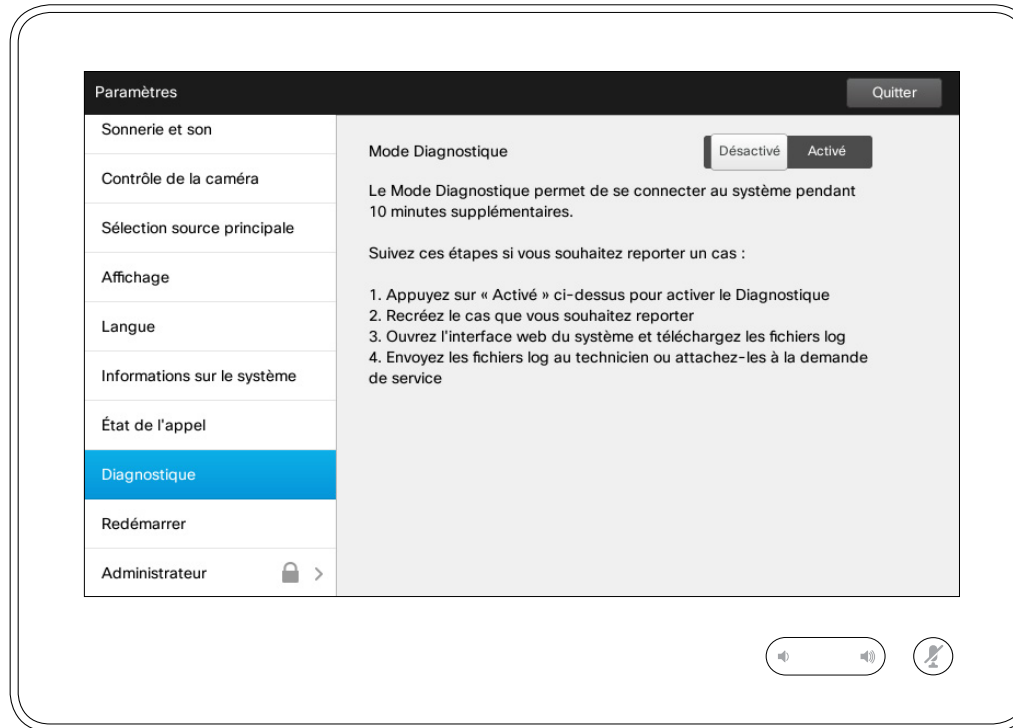 Paramètres
Quitter
Sonnerie et son
Contrôle de la caméra
Sélection source principale
Affichage
Langue
Informations sur le système
État de l'appel
Diagnostique
Redémarrer
Administrateur
Mode Diagnostique
Désactivé
Activé
Le Mode Diagnostique permet de se connecter au système pendant
10 minutes supplémentaires.
Suivez ces étapes si vous souhaitez reporter un cas :
1. Appuyez sur « Activé » ci-dessus pour activer le Diagnostique
2. Recréez le cas que vous souhaitez reporter
3. Ouvrez l'interface web du système et téléchargez les fichiers log
4. Envoyez les fichiers log au technicien ou attachez-les à la demande
de service